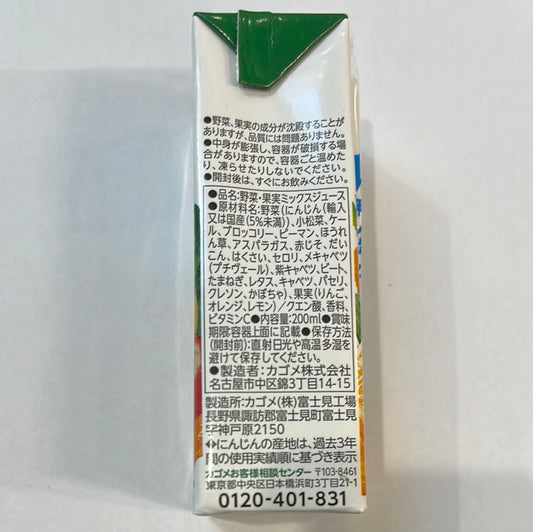 ●野菜、果実の成分が沈殿することが
ありますが、品質には問題ありません。
●中身が膨張し、容器が破損する場
合がありますので、容器ごと温めた
り、凍らせたりしないでください。
●開封後は、すぐにお飲みください。
●品名:野菜・果実ミックスジュース
●原材料名:野菜(にんじん(輸入
又は国産(5%未満))、小松菜、ケー
ル、ブロッコリー、ピーマン、ほうれ
ん草、アスパラガス、赤じそ、だい
こん、はくさい、セロリ、メキャベツ
(プチヴェール)、紫キャベツ、ビート、
たまねぎ、レタス、キャベツ、パセリ、
クレソン、かぼちゃ)、果実(りんご、
オレンジ、レモン)/クエン酸、香料、
ビタミンC●内容量:200ml●賞味
期限:容器上面に記載●保存方法
(開封前):直射日光や高温多湿を
避けて保存してください。
●製造者:カゴメ株式会社
名古屋市中区錦3丁目14-15
製造所:カゴメ(株)富士見工場
長野県諏訪郡富士見町富士見
字神戸原2150
にんじんの産地は、過去3年
間の使用実績順に基づき表示
カゴメお客様相談センター 〒103-8461
東京都中央区日本橋浜町3丁目21-1
0120-401-831